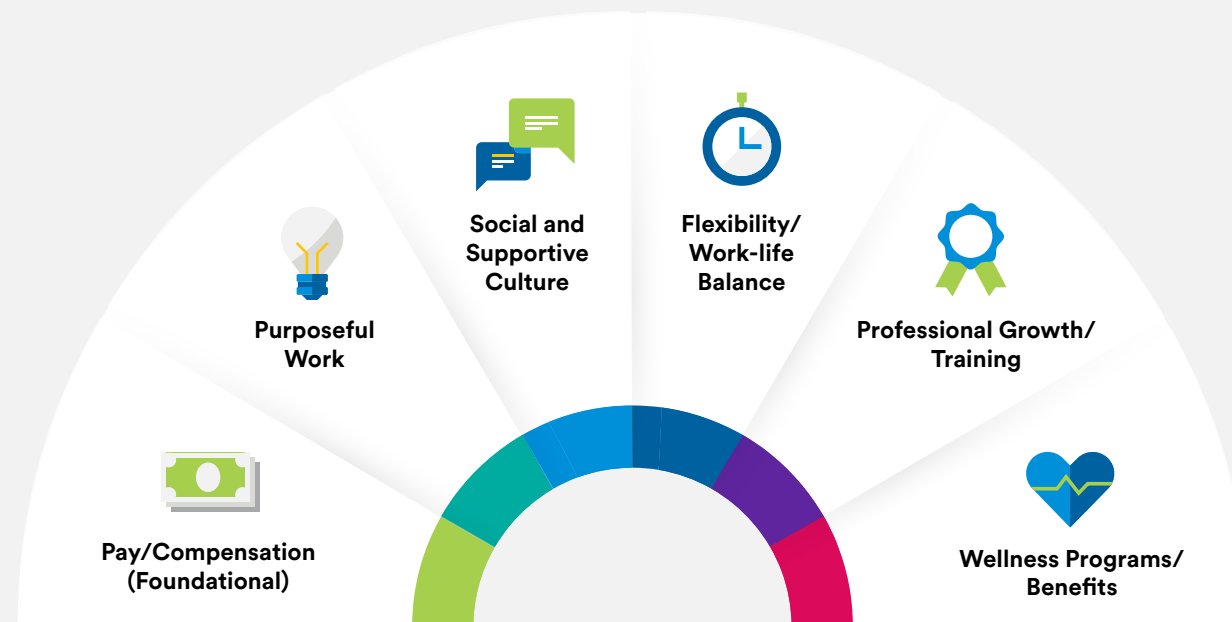 Pay/Compensation
(Foundational)
Purposeful
Work
Social and
Supportive
Culture
Flexibility/
Work-life
Balance
Professional Growth/
Training
Wellness Programs/
Benefits